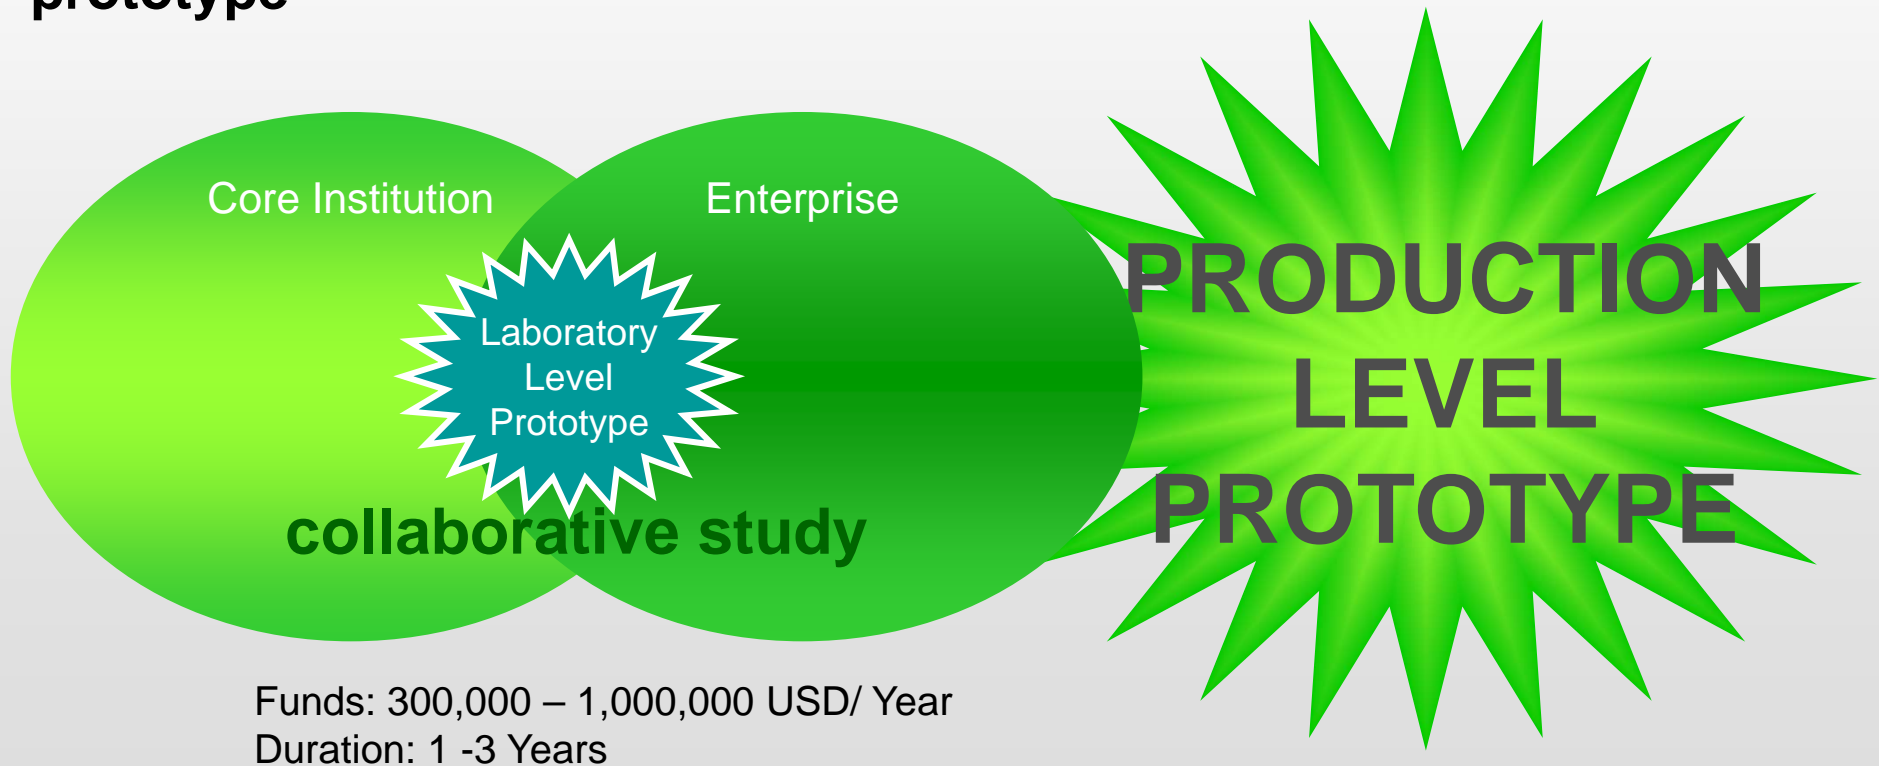 prototype
Core Institution
Enterprise
Laboratory
Level
Prototype
collaborative study
PRODUCTION
LEVEL
PROTOTYPE
Funds: 300,000 – 1,000,000 USD/ Year
Duration: 1 -3 Years